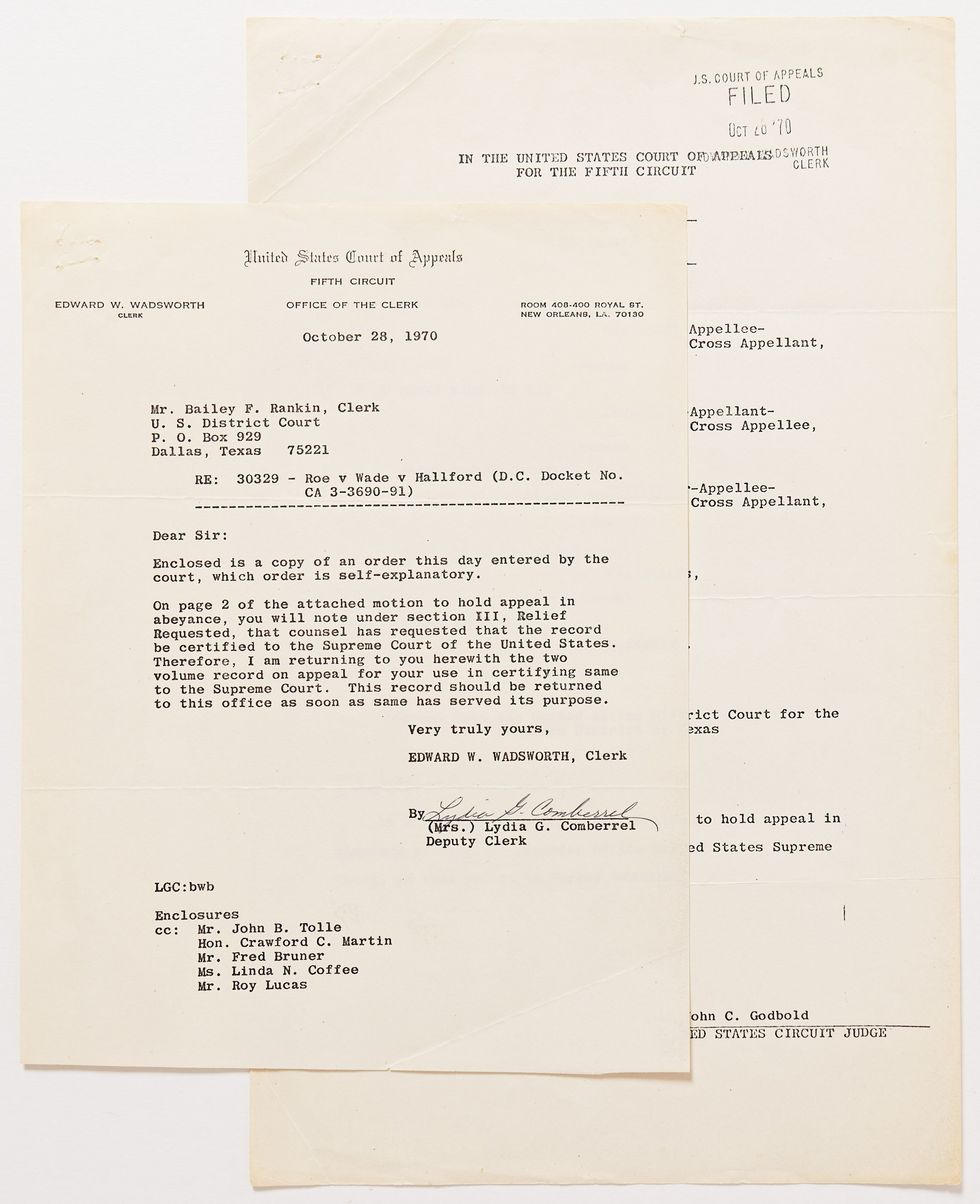 United States Court of Appeals
FIFTH CIRCUIT
EDWARD W. WADSWORTH
CLERK
OFFICE OF THE CLERK
ROOM 408-400 ROYAL ST.
NEW ORLEANS, LA. 70130
October 28, 1970
Mr. Bailey F. Rankin, Clerk
U. S. District Court
P. O. Box 929
Dallas, Texas 75221
RE: 30329 - Roe v Wade v Hallford (D.C. Docket No.
CA 3-3690-91)
Dear Sir:
Enclosed is a copy of an order this day entered by the
court, which order is self-explanatory.
On page 2 of the attached motion to hold appeal in
abeyance, you will note under section III, Relief
Requested, that counsel has requested that the record
be certified to the Supreme Court of the United States.
Therefore, I am returning to you herewith the two
volume record on appeal for your use in certifying same
to the Supreme Court. This record should be returned
to this office as soon as same has served its purpose.
Very truly yours,
EDWARD W. WADSWORTH, Clerk
By Lydia G. Comberrel
(Mrs.) Lydia G. Comberrel
Deputy Clerk
LGC:bwb
Enclosures
cc: Mr. John B. Tolle
Hon. Crawford C. Martin
Mr. Fred Bruner
Ms. Linda N. Coffee
Mr. Roy Lucas
U.S. COURT OF APPEALS
FILED
OCT '70
WADSWORTH
CLERK
IN THE UNITED STATES COURT OF APPEALS
FOR THE FIFTH CIRCUIT
Appellee-
Cross Appellant,
-Appellant-
Cross Appellee,
-Appellee-
Cross Appellant,
s,
rict Court for the
exas
to hold appeal in
ed States Supreme
ohn C. Godbold
ED STATES CIRCUIT JUDGE